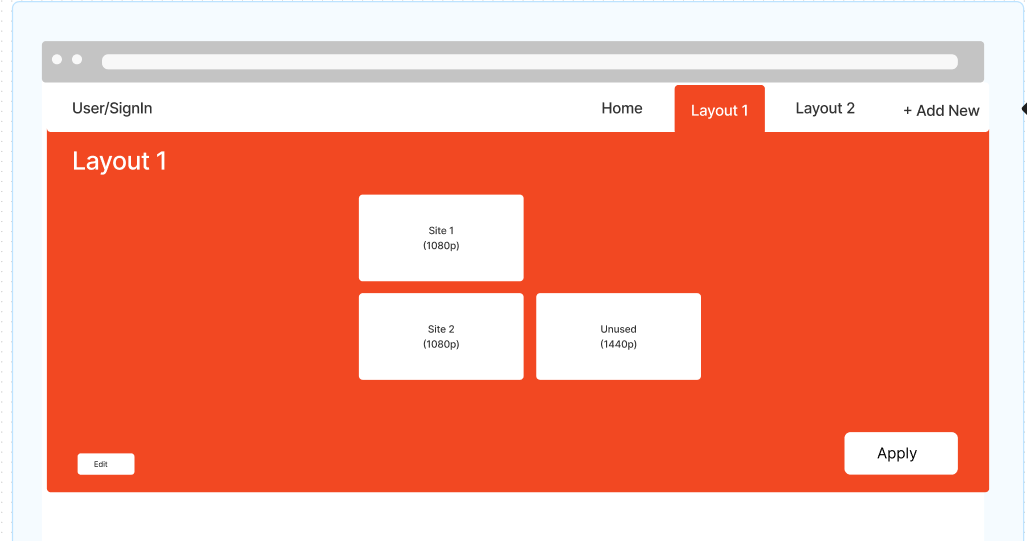 User/SignIn
Home
Layout 1
Layout 2
+ Add New
Layout 1
Site 1
(1080p)
Site 2
(1080p)
Unused
(1440p)
Edit
Apply